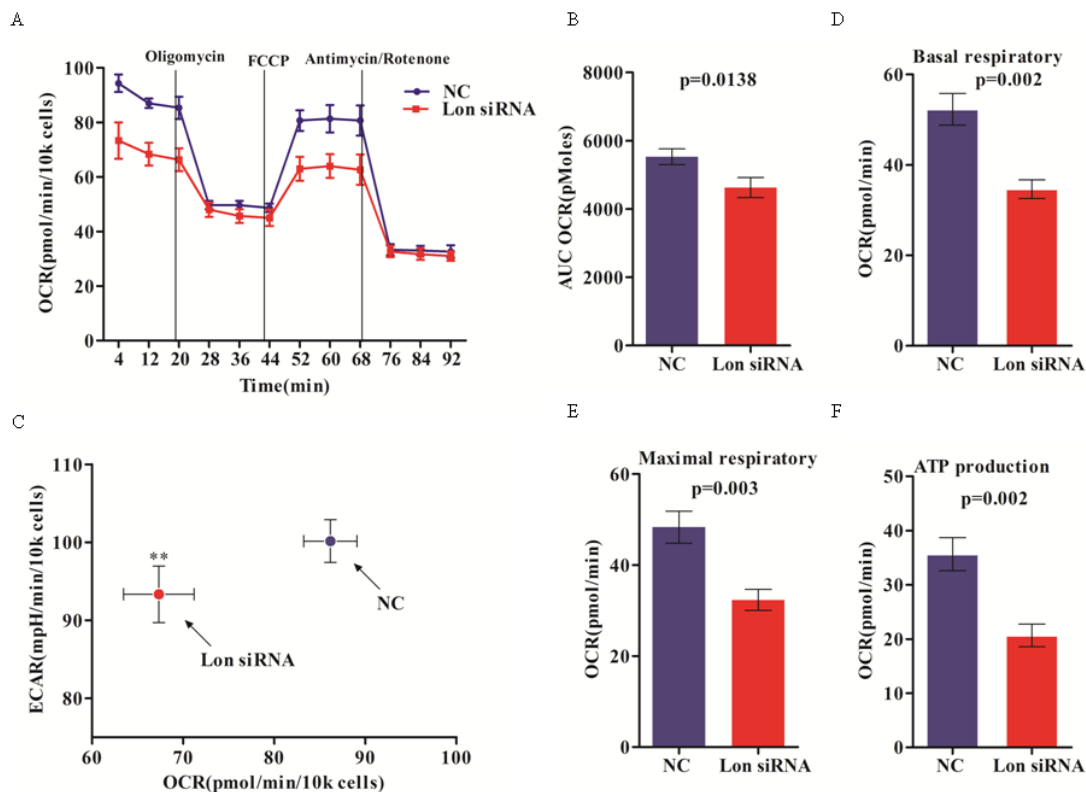 A
Oligomycin
FCCP
Antimycin/Rotenone
NC
Lon siRNA
OCR(pmol/min/10k cells)
100
80
60
40
20
0
4 12 20 28 36 44 52 60 68 76 84 92
Time(min)
B
p=0.0138
AUC OCR(pMoles)
8000
6000
4000
2000
0
NC Lon siRNA
D
Basal respiratory
p=0.002
OCR(pmol/min)
60
40
20
0
NC Lon siRNA
C
ECAR(mpH/min/10k cells)
110
100
90
80
**
NC
Lon siRNA
60 70 80 90 100
OCR(pmol/min/10k cells)
E
Maximal respiratory
p=0.003
OCR(pmol/min)
60
40
20
0
NC Lon siRNA
F
ATP production
p=0.002
OCR(pmol/min)
50
40
30
20
10
0
NC Lon siRNA